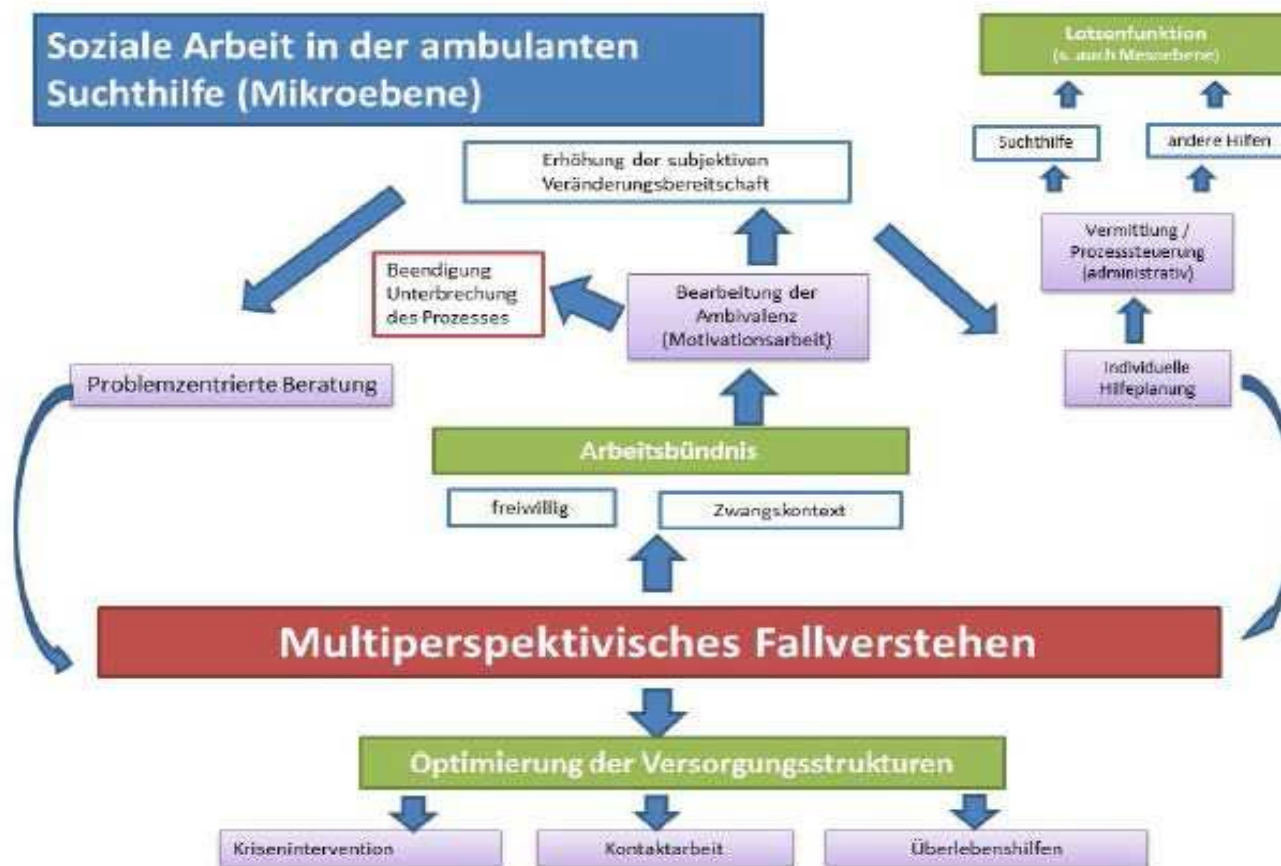 Soziale Arbeit in der ambulanten
Suchthilfe (Mikroebene)
Lotsenfunktion
(s. auch Mesoebene)
Suchthilfe
andere Hilfen
Erhöhung der subjektiven
Veränderungsbereitschaft
Vermittlung /
Prozesssteuerung
(administrativ)
Beendigung
Unterbrechung
des Prozesses
Bearbeitung der
Ambivalenz
(Motivationsarbeit)
Problemzentrierte Beratung
Individuelle
Hilfeplanung
Arbeitsbündnis
freiwillig
Zwangskontext
Multiperspektivisches Fallverstehen
Optimierung der Versorgungsstrukturen
Krisenintervention
Kontaktarbeit
Überlebenshilfen